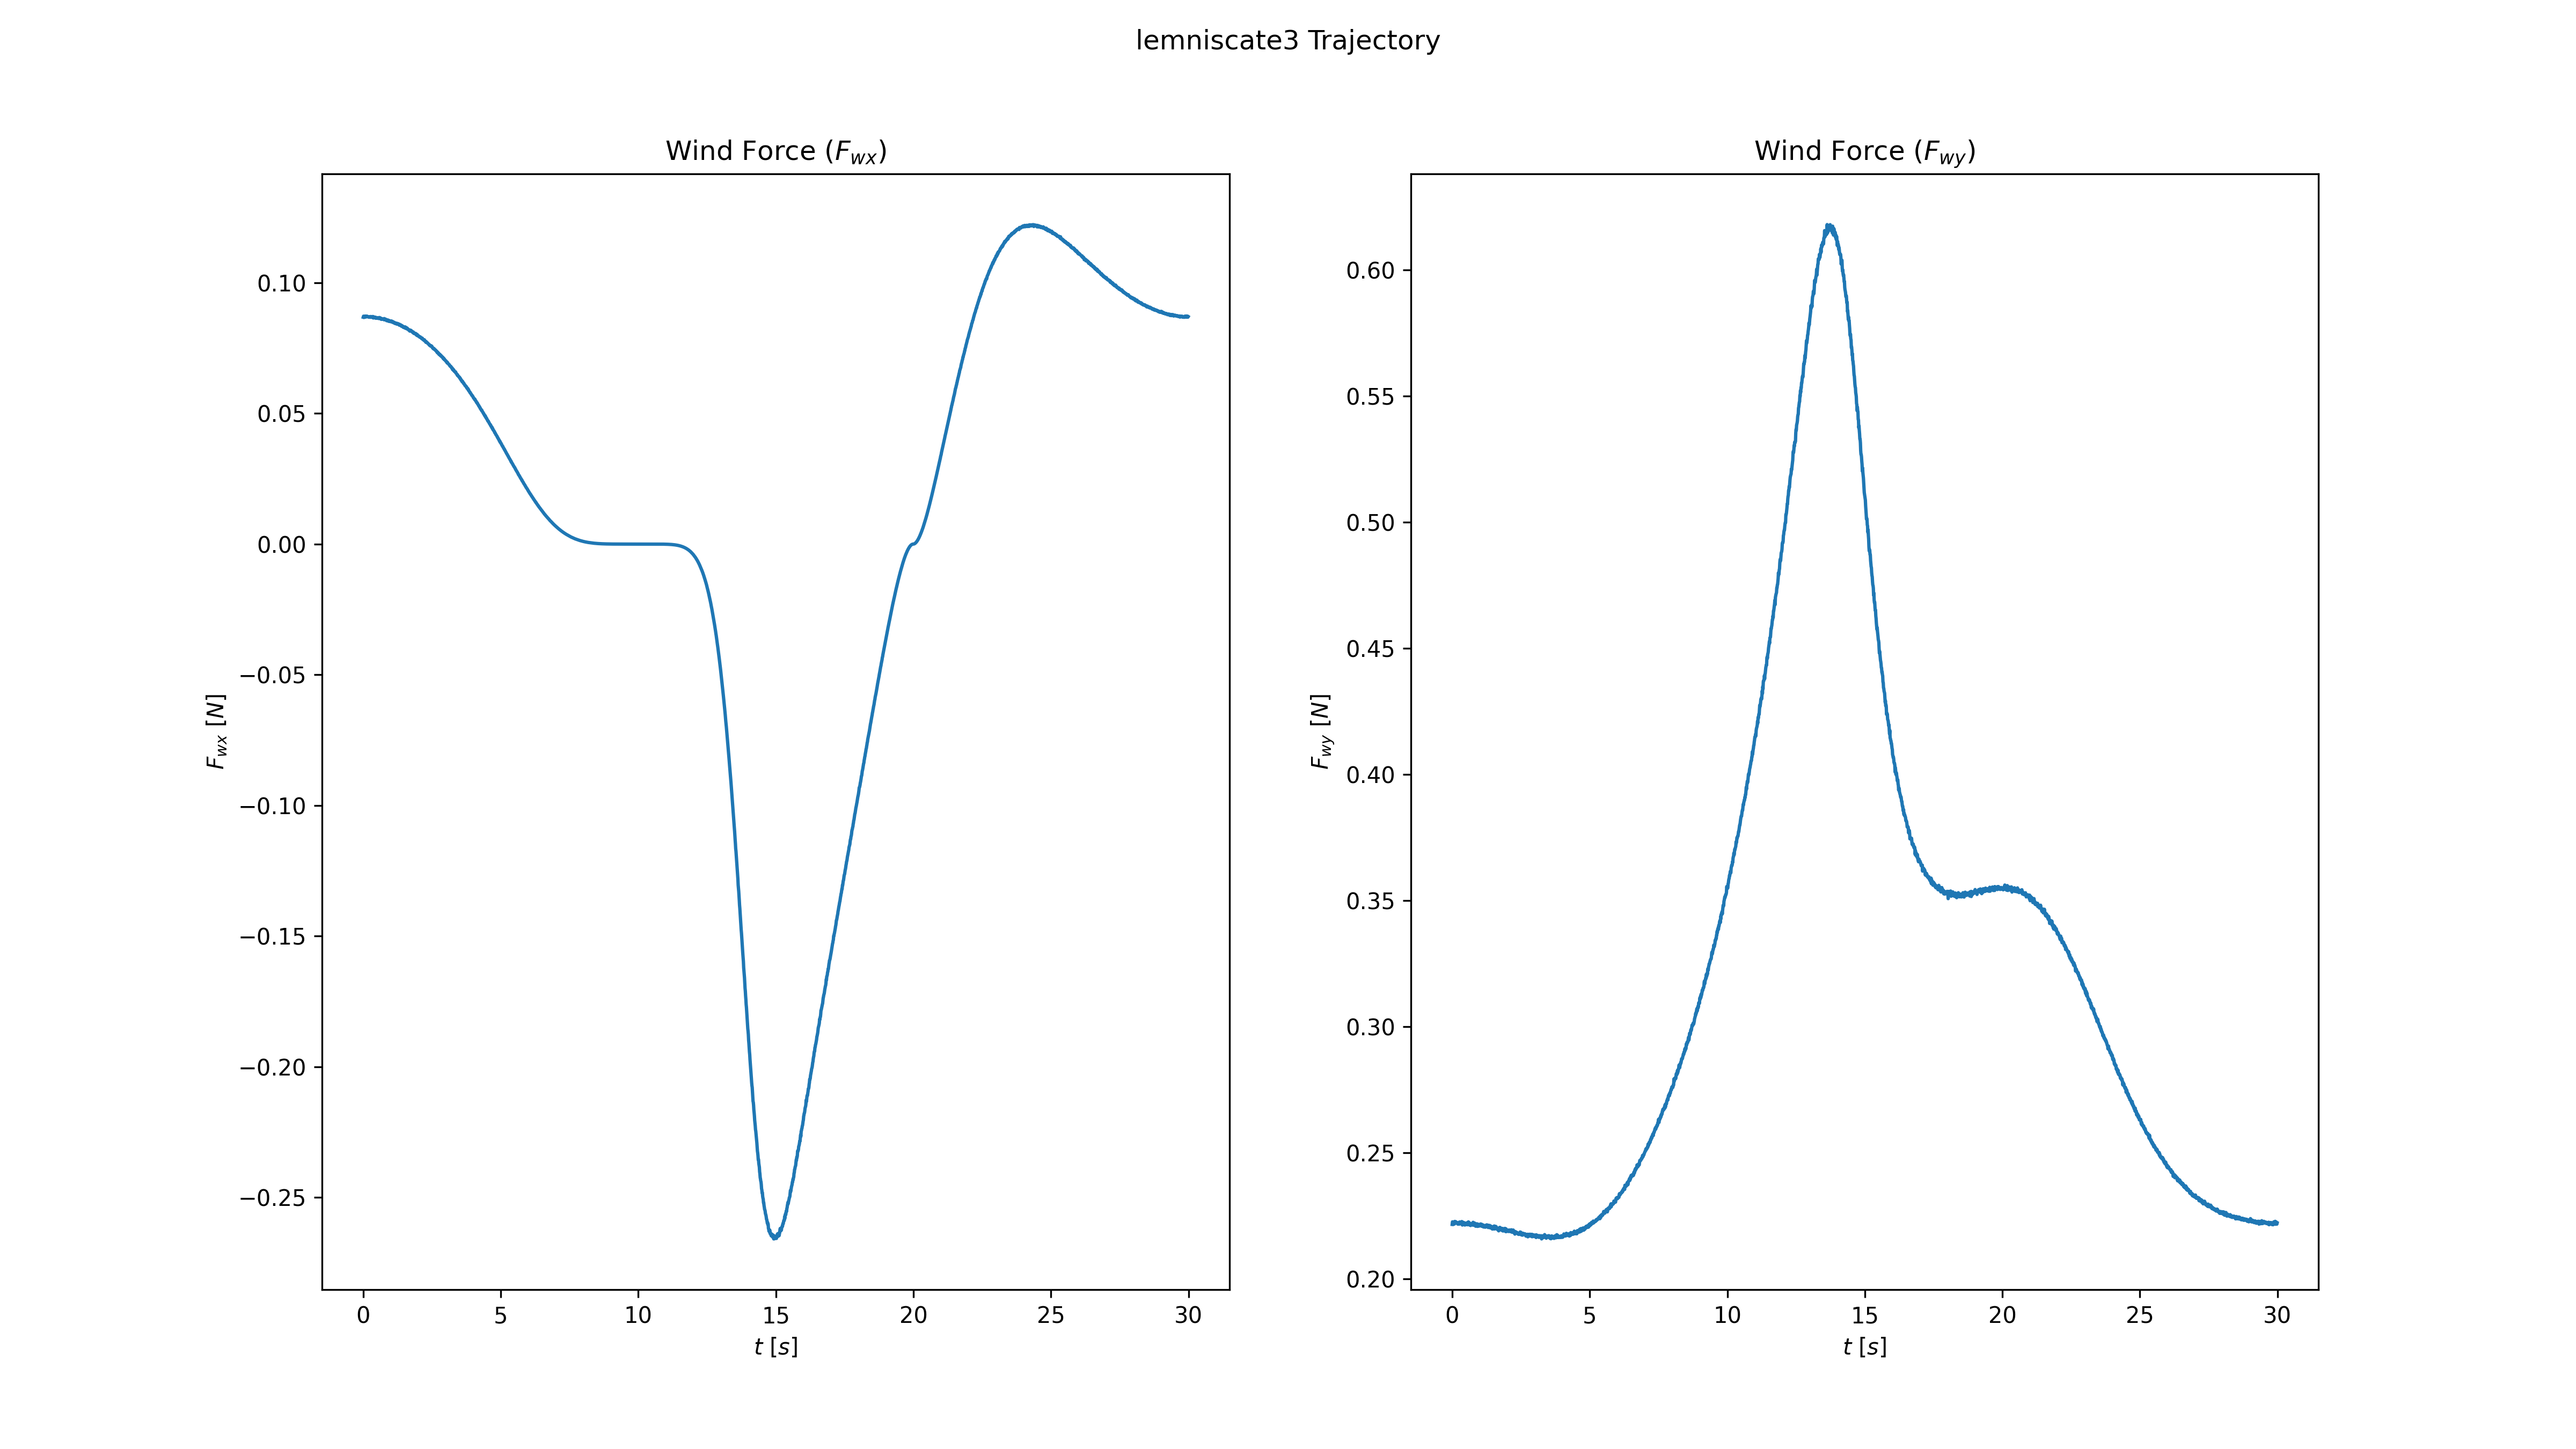 lemniscate3 Trajectory
Wind Force (F_wx)
F_wx [N]
0.10
0.05
0.00
−0.05
−0.10
−0.15
−0.20
−0.25
0 5 10 15 20 25 30
t [s]
Wind Force (F_wy)
F_wy [N]
0.60
0.55
0.50
0.45
0.40
0.35
0.30
0.25
0.20
0 5 10 15 20 25 30
t [s]